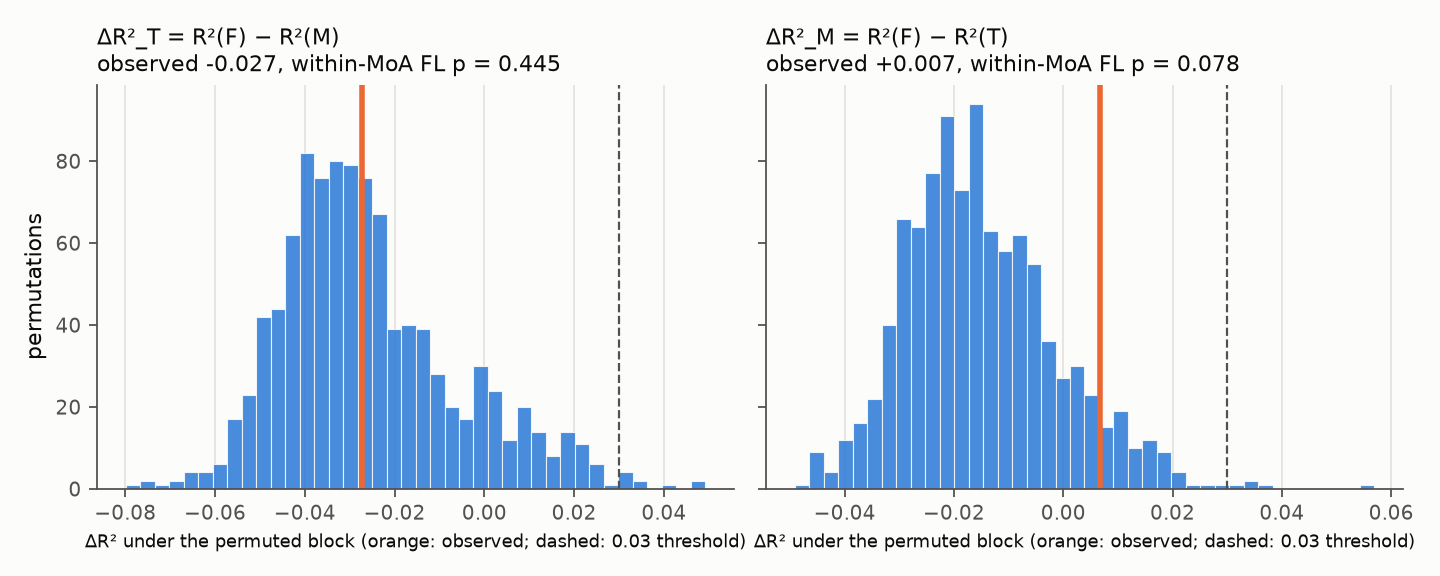 ΔR²_T = R²(F) − R²(M)
observed -0.027, within-MoA FL p = 0.445
ΔR²_M = R²(F) − R²(T)
observed +0.007, within-MoA FL p = 0.078
permutations
80
60
40
20
0
−0.08 −0.06 −0.04 −0.02 0.00 0.02 0.04
−0.04 −0.02 0.00 0.02 0.04 0.06
ΔR² under the permuted block (orange: observed; dashed: 0.03 threshold)
ΔR² under the permuted block (orange: observed; dashed: 0.03 threshold)